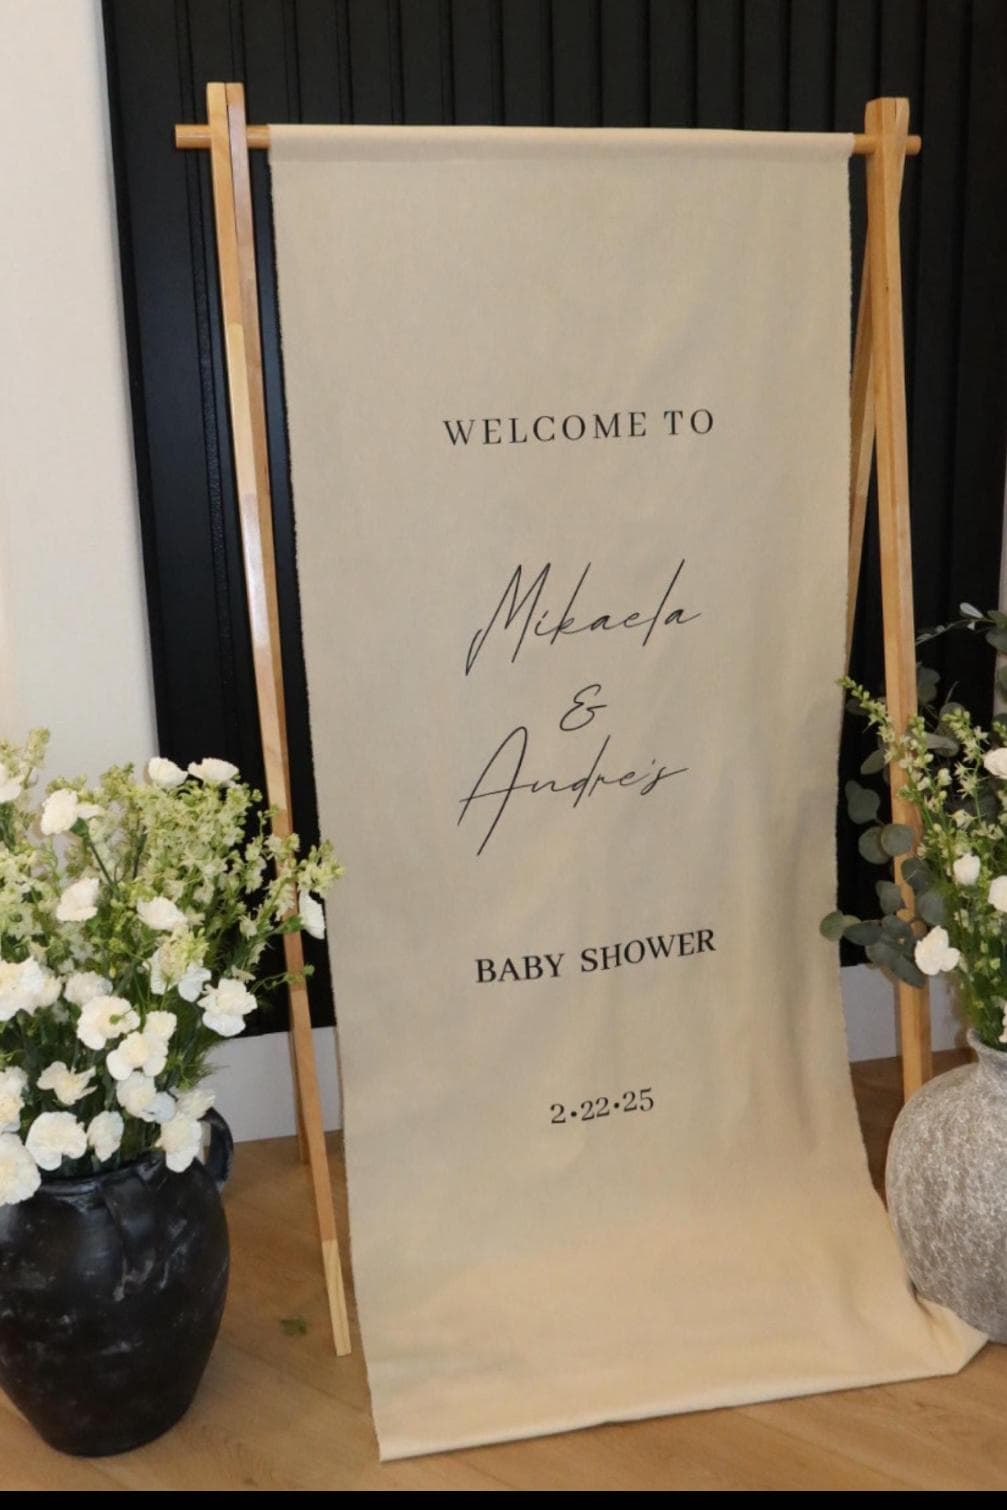 WELCOME TO
Mikaela
&
Andre's
BABY SHOWER
2•22•25